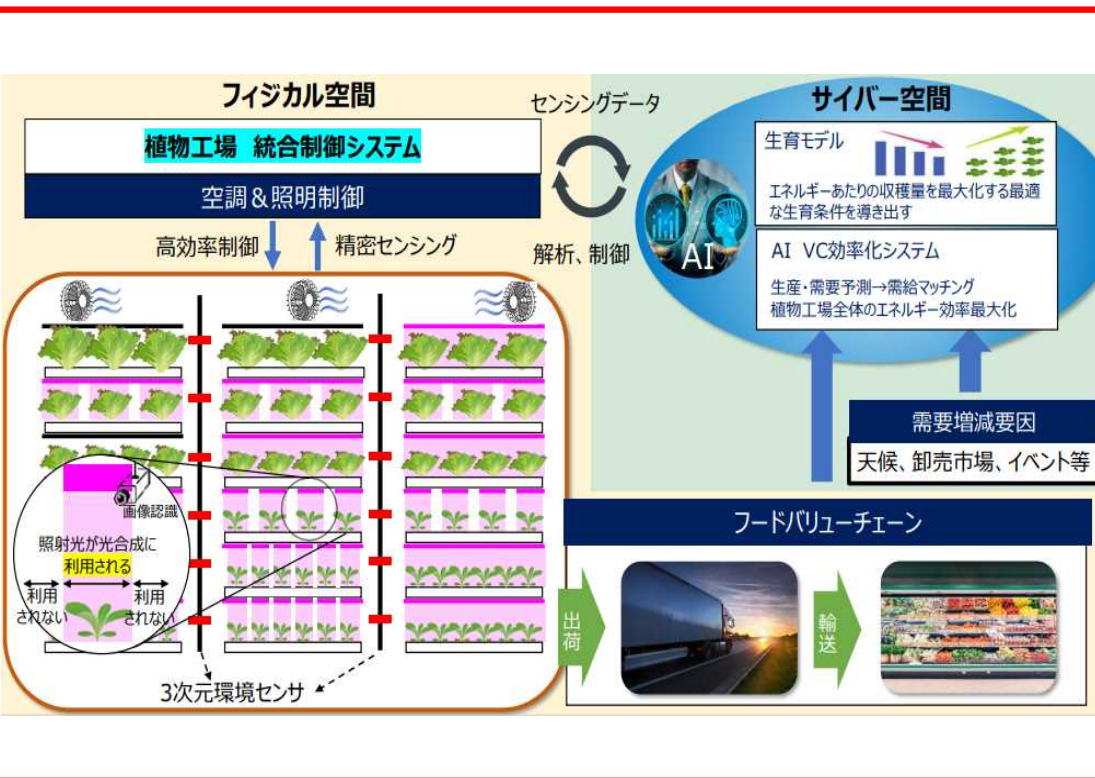 フィジカル空間
植物工場　統合制御システム
空調＆照明制御
高効率制御
精密センシング
センシングデータ
解析、制御
サイバー空間
AI
生育モデル
エネルギーあたりの収穫量を最大化する最適
な生育条件を導き出す
AI　VC効率化システム
生産・需要予測→需給マッチング
植物工場全体のエネルギー効率最大化
需要増減要因
天候、卸売市場、イベント等
画像認識
照射光が光合成に
利用される
利用
されない
利用
されない
3次元環境センサ
フードバリューチェーン
出荷
輸送